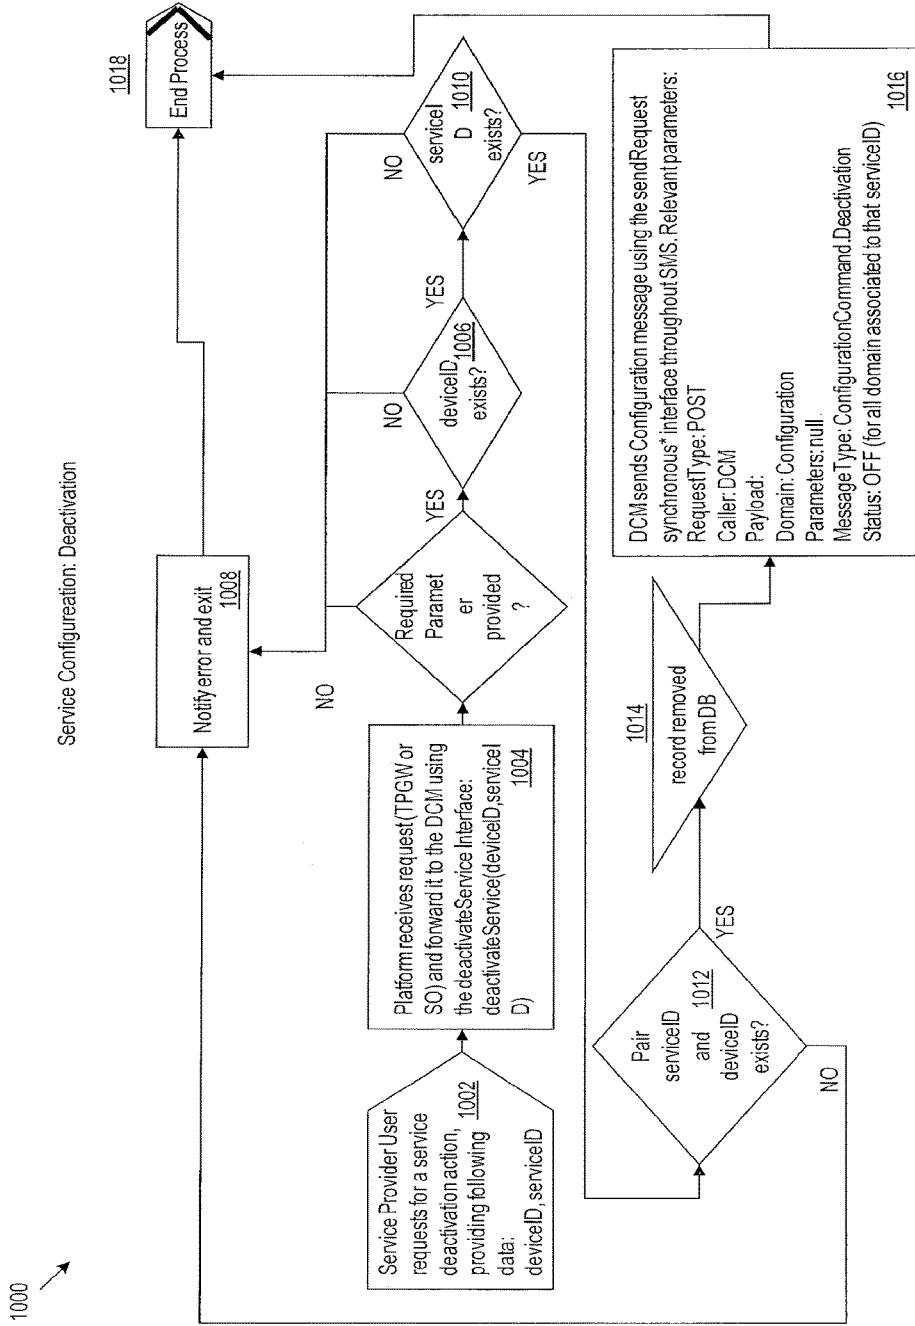 1000
Service Configureation: Deactivation
Service Provider User
requests for a service
deactivation action,
providing following
data:
deviceID, serviceID
1002
Platform receives request (TPGW or
SO) and forward it to the DCM using
the deactivateService Interface:
deactivateService(deviceID,serviceI
D)
1004
Required
Paramet
er
provided
?
NO
YES
deviceID
exists?
1006
NO
YES
serviceI
D
exists?
1010
NO
YES
Notify error and exit
1008
End Process
1018
Pair
serviceID
and
deviceID
exists?
1012
NO
YES
1014
record removed
from DB
DCM sends Configuration message using the sendRequest
synchronous* interface throughout SMS. Relevant parameters:
RequestType: POST
Caller: DCM
Payload:
Domain: Configuration
Parameters: null.
MessageType: ConfigurationCommand.Deactivation
Status: OFF (for all domain associated to that serviceID)
1016